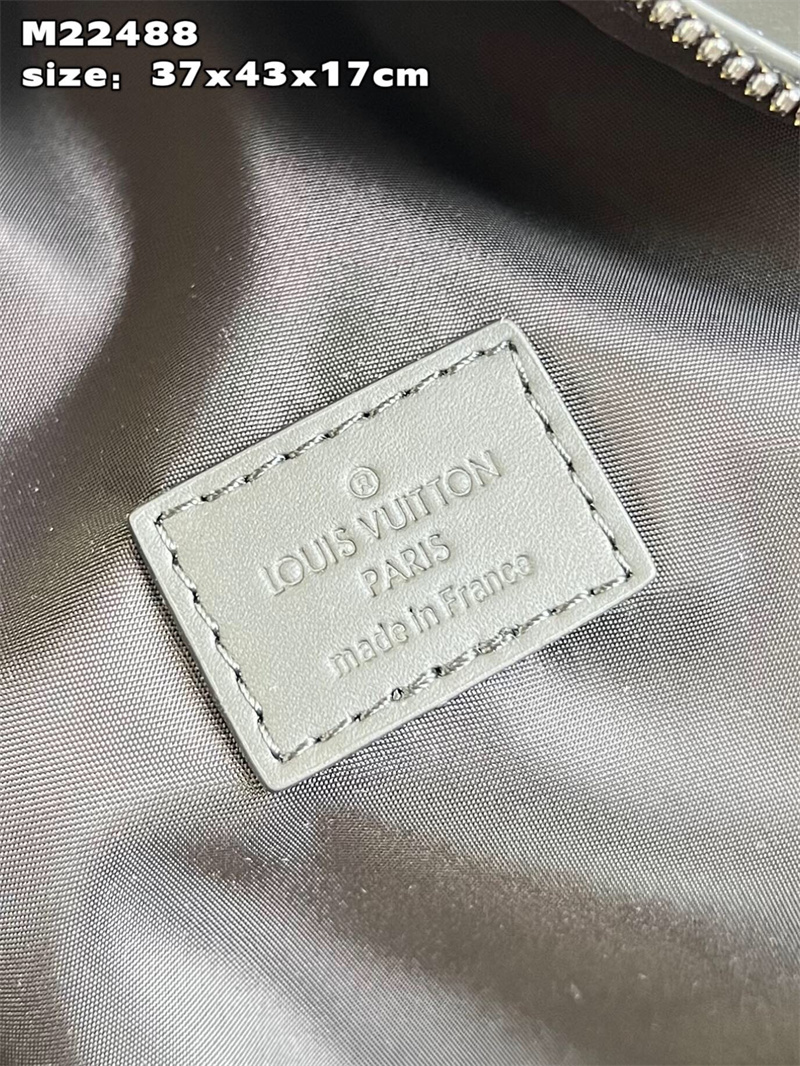 M22488
size: 37x43x17cm
®
LOUIS VUITTON
PARIS
made in France